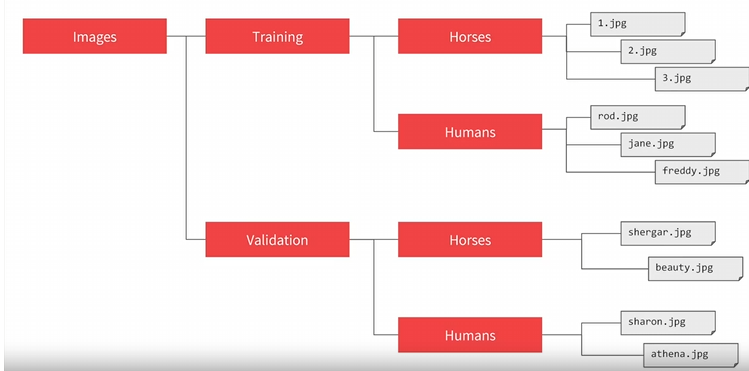 Images
Training
Horses
1.jpg
2.jpg
3.jpg
Humans
rod.jpg
jane.jpg
freddy.jpg
Validation
Horses
shergar.jpg
beauty.jpg
Humans
sharon.jpg
athena.jpg